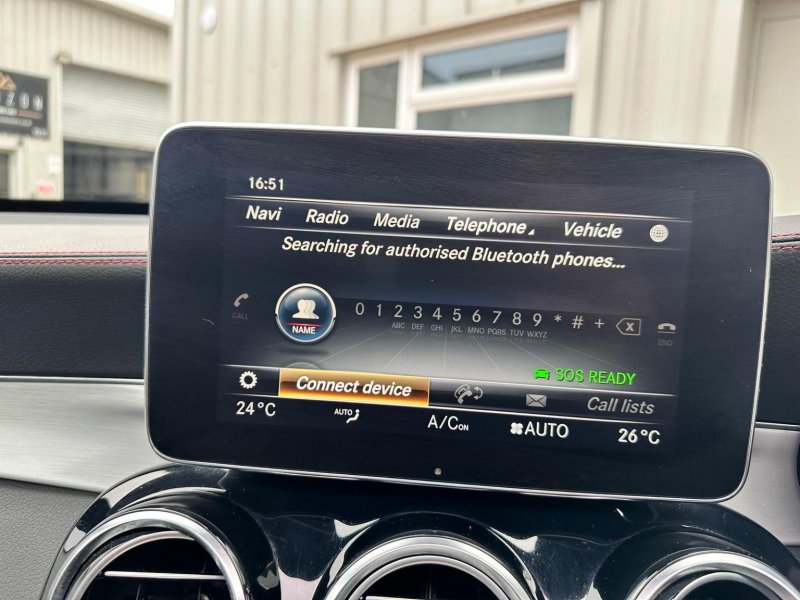 16:51
Navi Radio Media Telephone Vehicle
Searching for authorised Bluetooth phones...
CALL NAME 0 1 2 3 4 5 6 7 8 9 * # + END
ABC DEF GHI JKL MNO PQRS TUV WXYZ
SOS READY
Connect device Call lists
24°C AUTO A/C ON AUTO 26°C